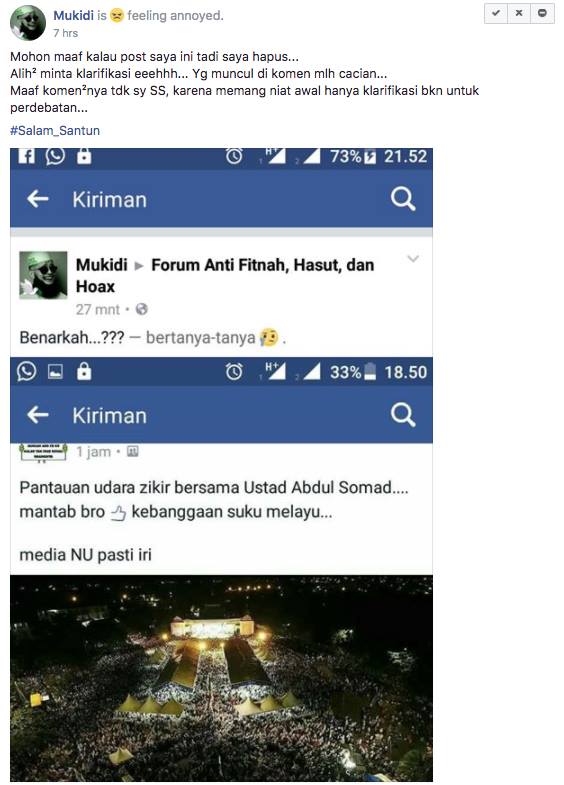 Mukidi is feeling annoyed.
7 hrs
Mohon maaf kalau post saya ini tadi saya hapus...
Alih² minta klarifikasi eeehhh... Yg muncul di komen mlh cacian...
Maaf komen²nya tdk sy SS, karena memang niat awal hanya klarifikasi bkn untuk
perdebatan...
#Salam_Santun
73% 21.52
Kiriman
Mukidi ▸ Forum Anti Fitnah, Hasut, dan
Hoax
27 mnt •
Benarkah...??? — bertanya-tanya 🤔 .
33% 18.50
Kiriman
1 jam •
Pantauan udara zikir bersama Ustad Abdul Somad....
mantab bro 👍 kebanggaan suku melayu...
media NU pasti iri